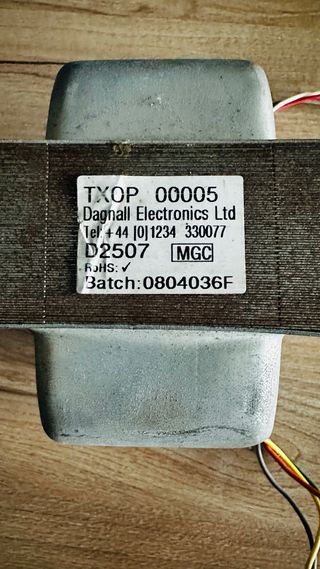 TXOP 00005
Dagnall Electronics Ltd
Tel:+44 [0]1234 330077
D2507 MGC
RoHS: ✓
Batch:0804036F